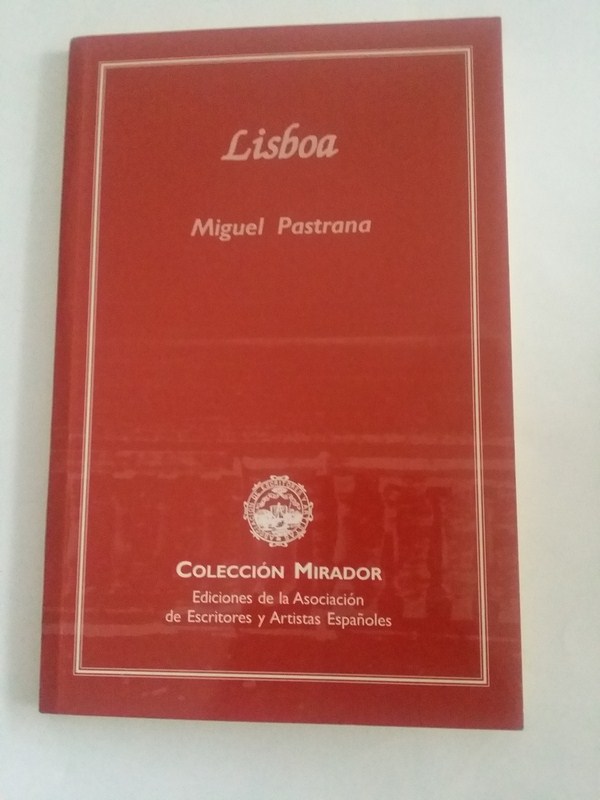 Lisboa
Miguel Pastrana
COLECCIÓN MIRADOR
Ediciones de la Asociación
de Escritores y Artistas Españoles